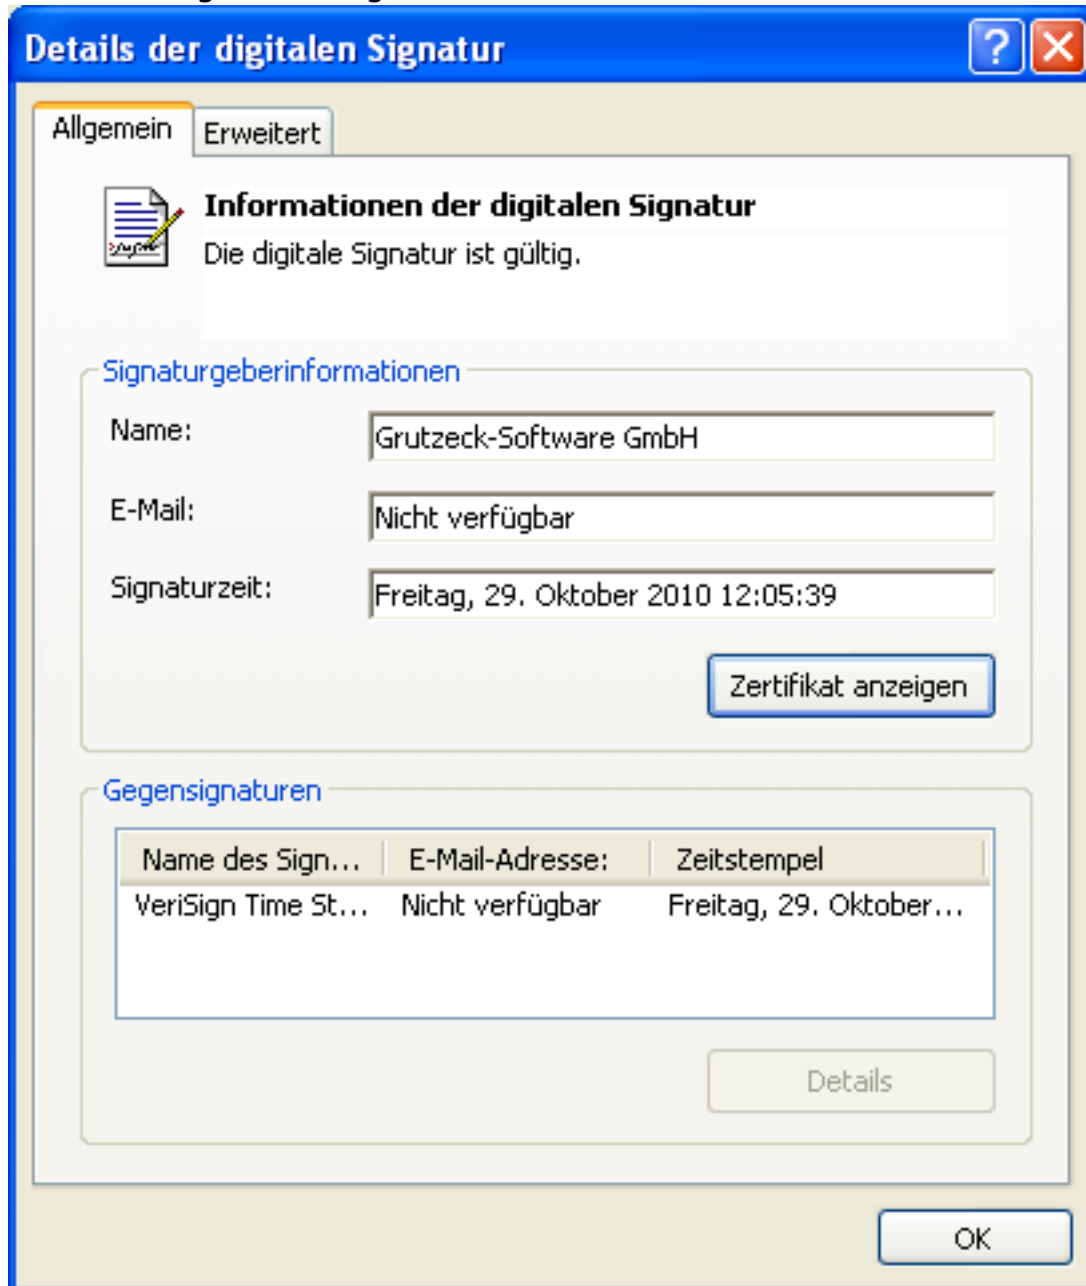 Details der digitalen Signatur
Allgemein
Erweitert
Informationen der digitalen Signatur
Die digitale Signatur ist gültig.
Signaturgeberinformationen
Name:
Grutzeck-Software GmbH
E-Mail:
Nicht verfügbar
Signaturzeit:
Freitag, 29. Oktober 2010 12:05:39
Zertifikat anzeigen
Gegensignaturen
Name des Sign... E-Mail-Adresse: Zeitstempel
VeriSign Time St... Nicht verfügbar Freitag, 29. Oktober...
Details
OK